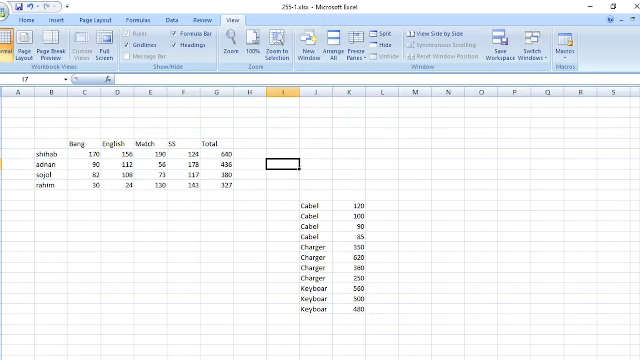 255-1.xlsx - Microsoft Excel
Home Insert Page Layout Formulas Data Review View
Normal Page Layout Page Break Preview Custom Views Full Screen
Workbook Views
Ruler Formula Bar
Gridlines Headings
Message Bar
Show/Hide
Zoom 100% Zoom to Selection
Zoom
New Window Arrange All Freeze Panes
Split View Side by Side
Hide Synchronous Scrolling
Unhide Reset Window Position
Save Workspace Switch Windows
Window
Macros
Macros
I7 fx
A B C D E F G H I J K L M N O P Q R S
Bang English Match SS Total
shihab 170 156 190 124 640
adnan 90 112 56 178 436
sojol 82 108 73 117 380
rahim 30 24 130 143 327
Cabel 120
Cabel 100
Cabel 90
Cabel 85
Charger 350
Charger 620
Charger 360
Charger 250
Keyboar 560
Keyboar 500
Keyboar 480